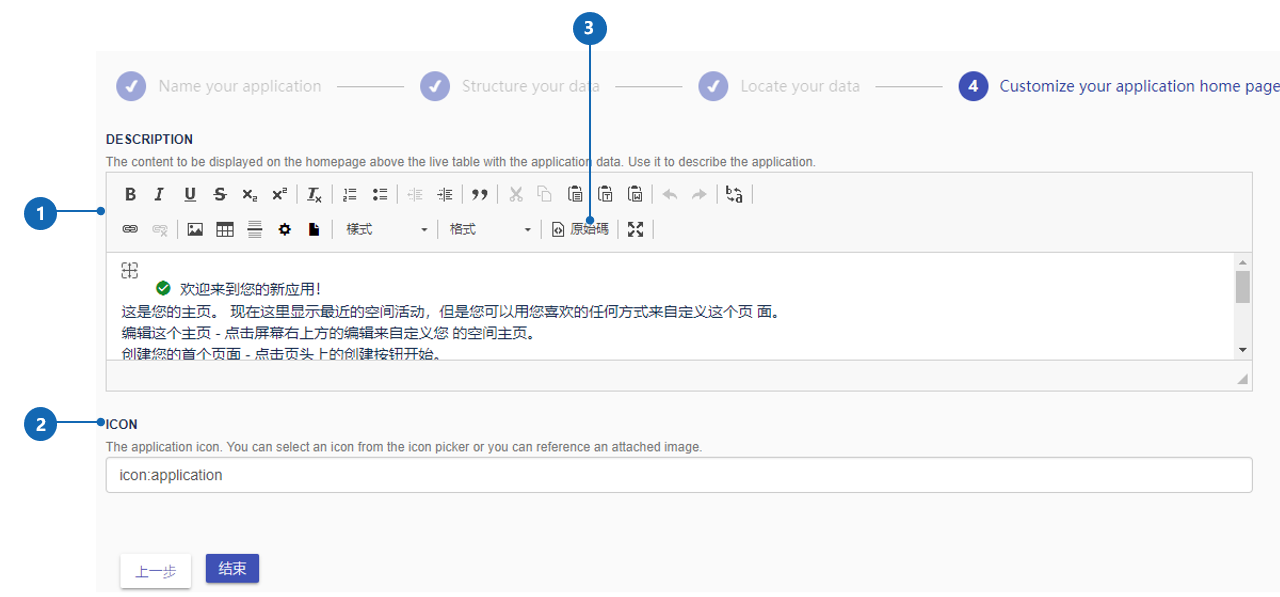 3
Name your application
Structure your data
Locate your data
4 Customize your application home page
DESCRIPTION
The content to be displayed on the homepage above the live table with the application data. Use it to describe the application.
1
樣式 格式 原始碼
欢迎来到您的新应用！
这是您的主页。 现在这里显示最近的空间活动，但是您可以用您喜欢的任何方式来自定义这个页 面。
编辑这个主页 - 点击屏幕右上方的编辑来自定义您 的空间主页。
创建您的首个页面 - 点击页头上的创建按钮开始。
2
ICON
The application icon. You can select an icon from the icon picker or you can reference an attached image.
icon:application
上一步 结束